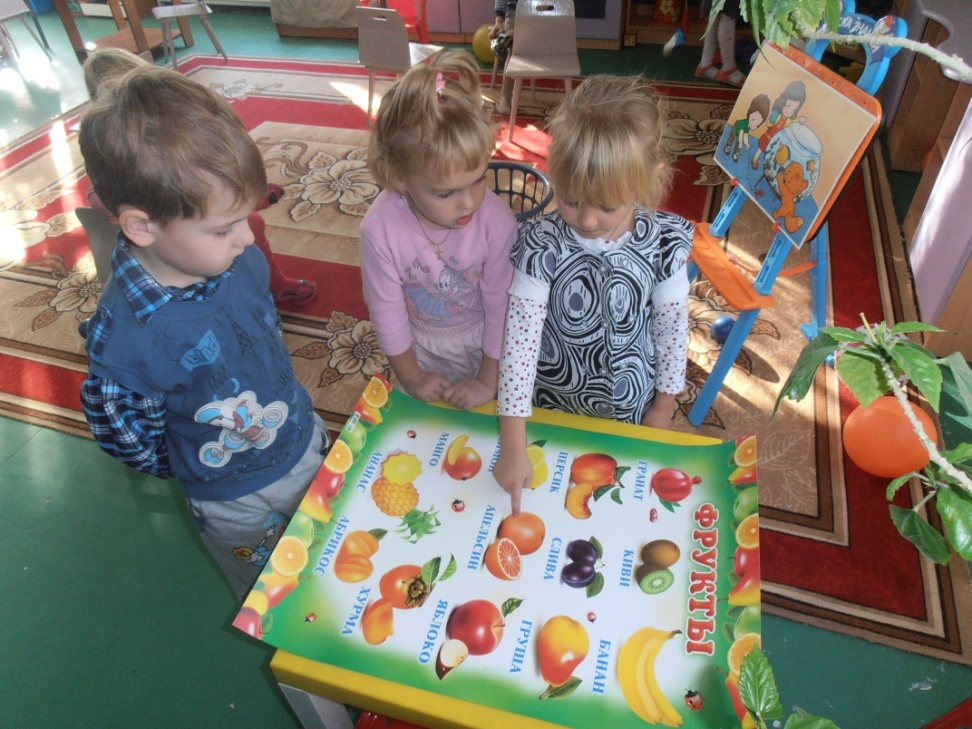 ФРУКТЫ
ГРАНАТ
КИВИ
БАНАН
ПЕРСИК
СЛИВА
ГРУША
АПЕЛЬСИН
ЯБЛОКО
МАНГО
ХУРМА
АНАНАС
АБРИКОС